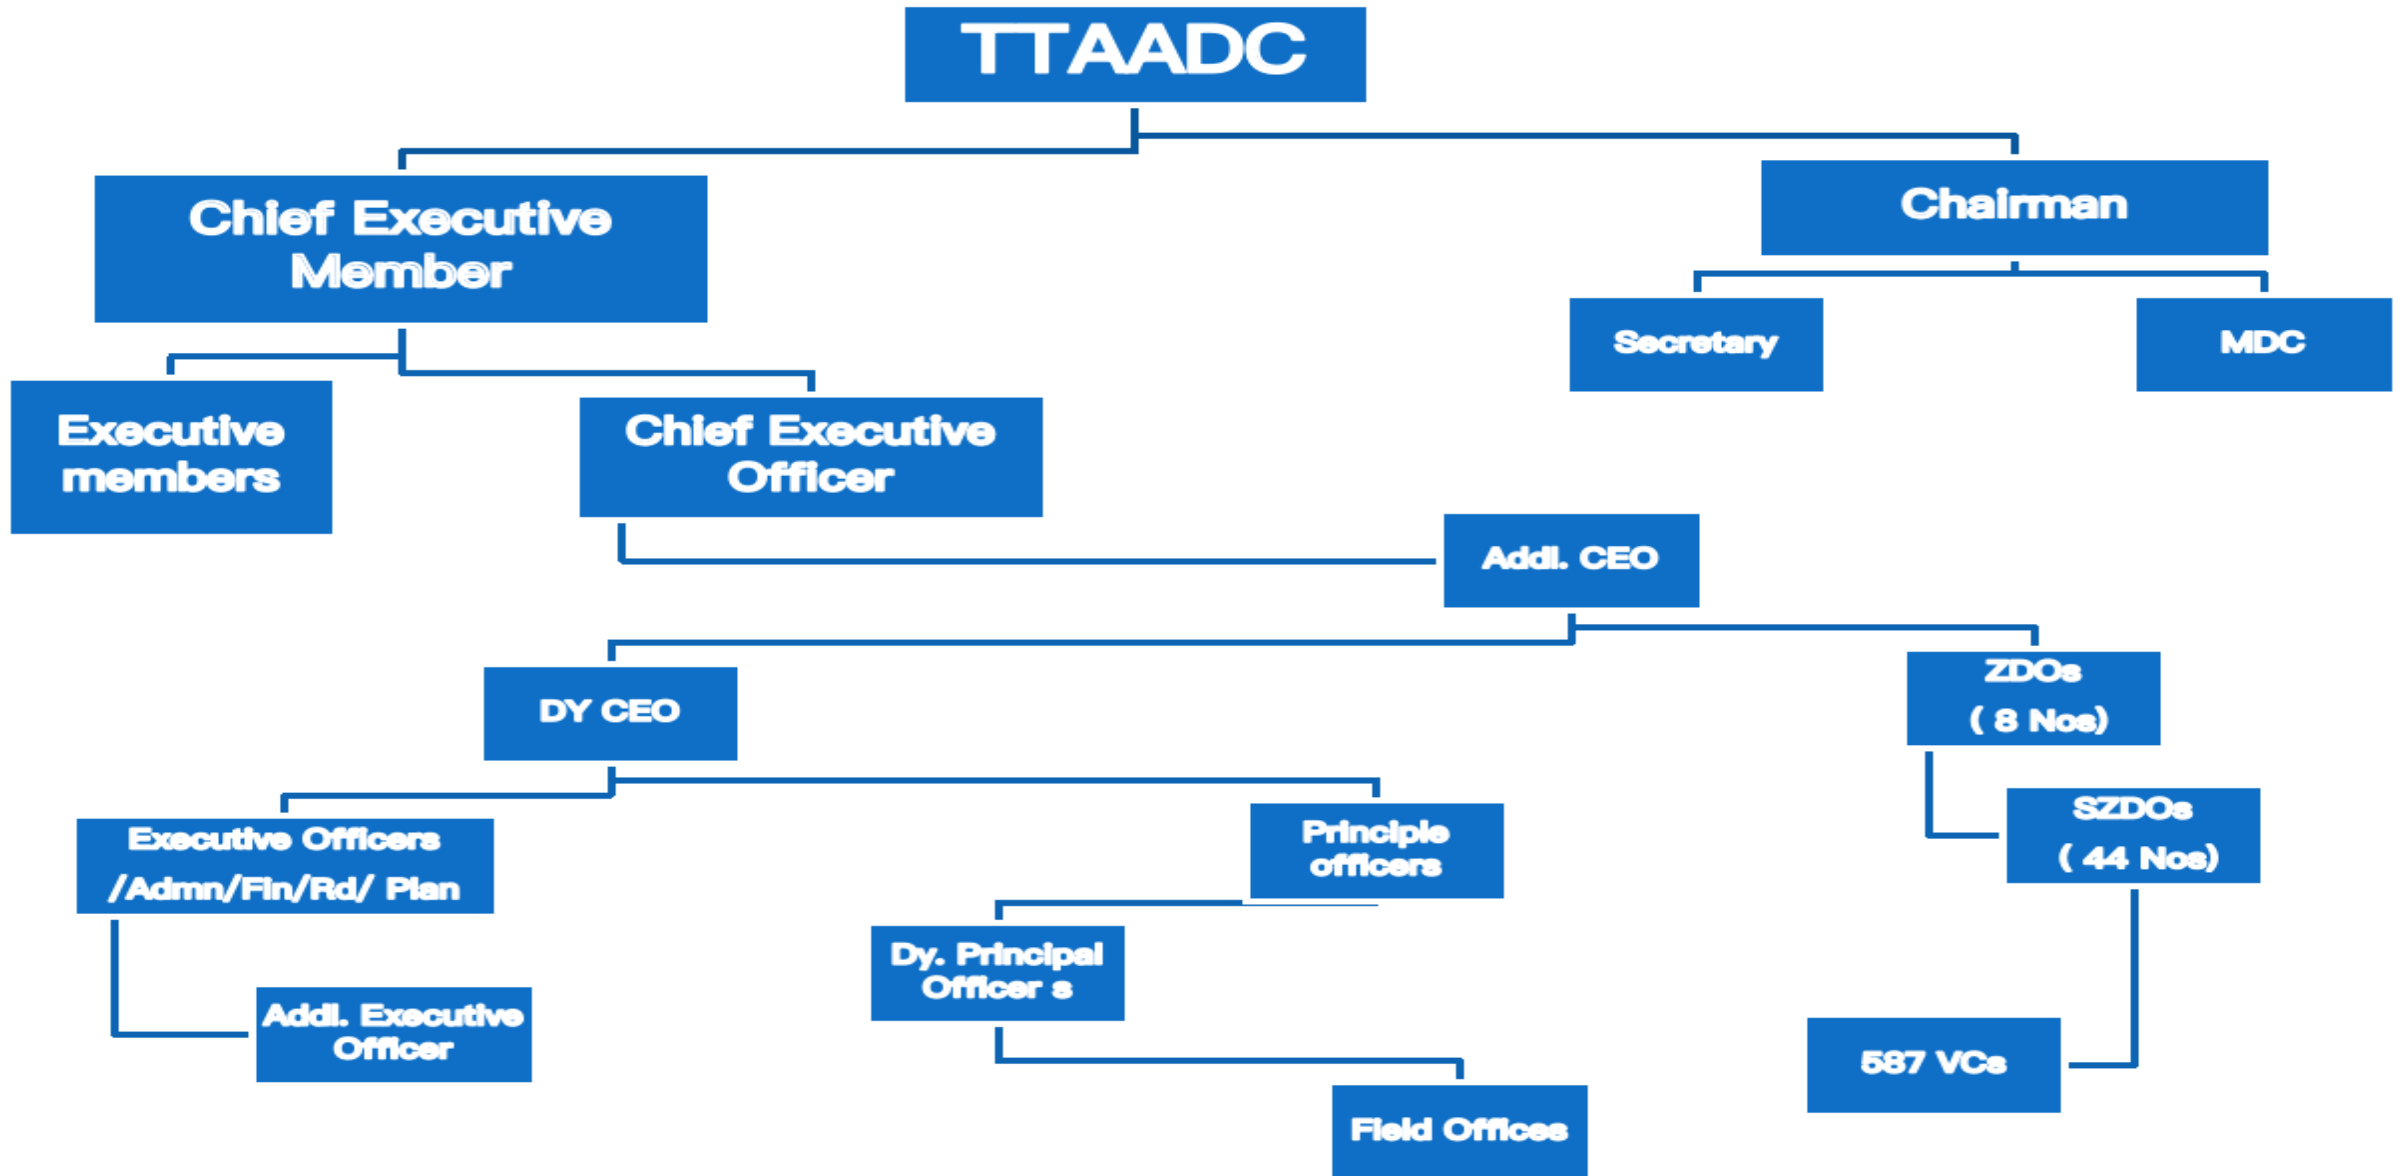 TTAADC
Chief Executive
Member
Chairman
Secretary
MDC
Executive
members
Chief Executive
Officer
Addl. CEO
DY CEO
ZDOs
( 8 Nos)
Executive Officers
/Admn/Fin/Rd/ Plan
Principle
officers
SZDOs
( 44 Nos)
Dy. Principal
Officer s
Addl. Executive
Officer
587 VCs
Field Offices